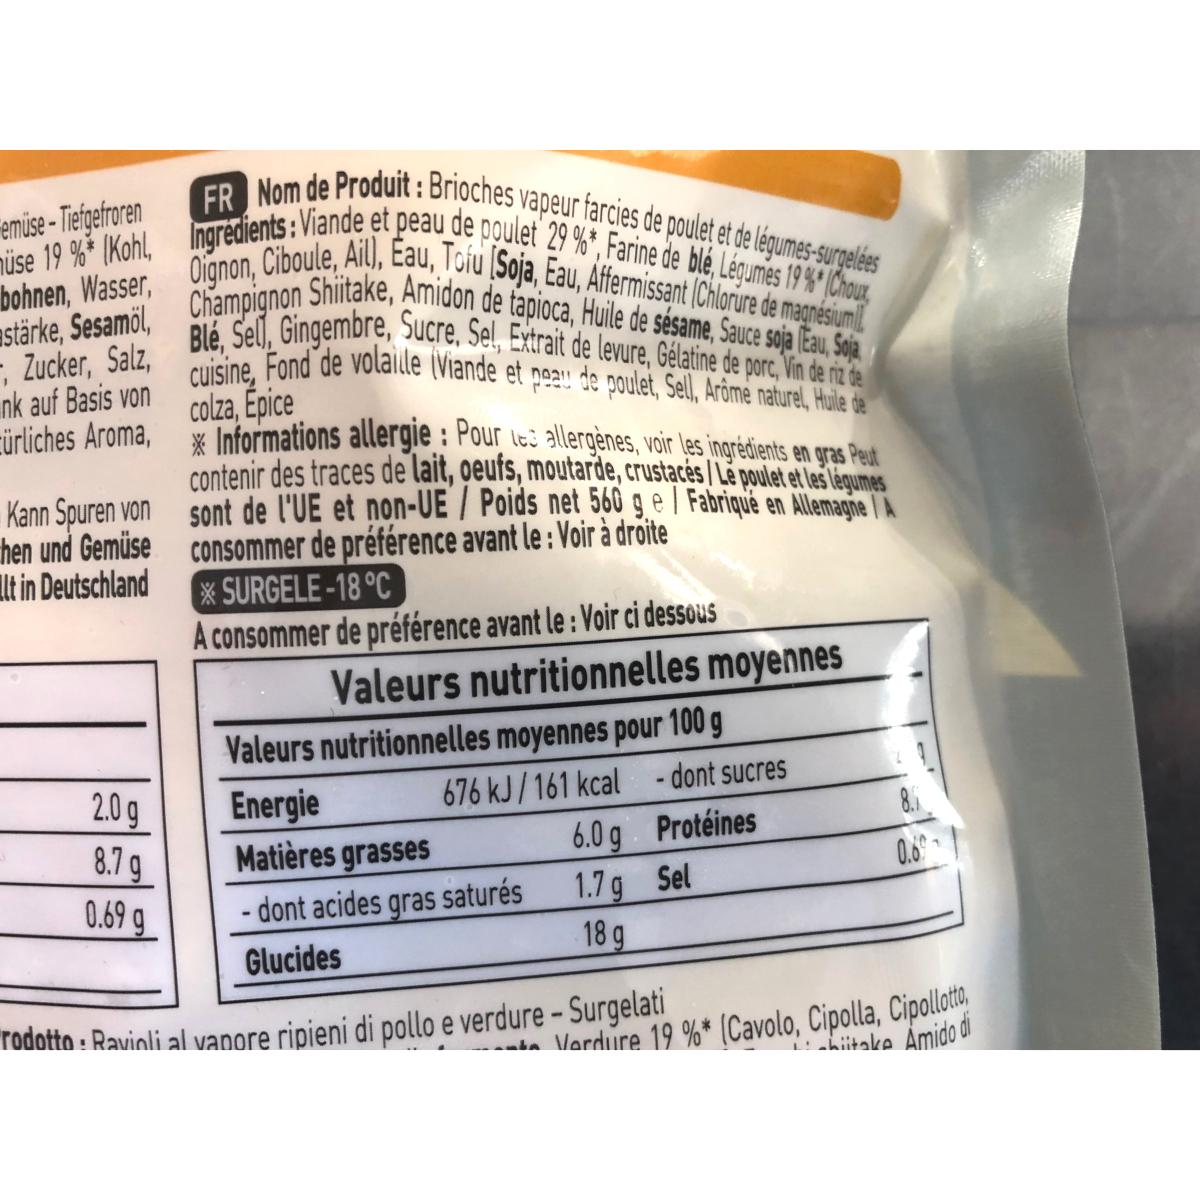 emüse - Tiefgefroren
üse 19 %* (Kohl,
bohnen, Wasser,
stärke, Sesamöl,
Zucker, Salz,
nk auf Basis von
ürliches Aroma,
Kann Spuren von
hen und Gemüse
llt in Deutschland
2.0 g
8.7 g
0.69 g
FR Nom de Produit : Brioches vapeur farcies de poulet et de légumes-surgelées
Ingrédients : Viande et peau de poulet 29 %*, Farine de blé, Légumes 19 %* (Choux,
Oignon, Ciboule, Ail), Eau, Tofu [Soja, Eau, Affermissant (Chlorure de magnésium)],
Champignon Shiitake, Amidon de tapioca, Huile de sésame, Sauce soja (Eau, Soja,
Blé, Sel), Gingembre, Sucre, Sel, Extrait de levure, Gélatine de porc, Vin de riz de
cuisine, Fond de volaille (Viande et peau de poulet, Sel), Arôme naturel, Huile de
colza, Épice
※ Informations allergie : Pour les allergènes, voir les ingrédients en gras Peut
contenir des traces de lait, oeufs, moutarde, crustacés / Le poulet et les légumes
sont de l'UE et non-UE / Poids net 560 g e / Fabriqué en Allemagne / A
consommer de préférence avant le : Voir à droite
※ SURGELE -18 °C
A consommer de préférence avant le : Voir ci dessous
Valeurs nutritionnelles moyennes
Valeurs nutritionnelles moyennes pour 100 g
Energie 676 kJ / 161 kcal - dont sucres
Matières grasses 6.0 g Protéines 8.
- dont acides gras saturés 1.7 g Sel 0.69
Glucides 18 g
rodotto : Ravioli al vapore ripieni di pollo e verdure - Surgelati
Verdure 19 %* (Cavolo, Cipolla, Cipollotto,
shiitake Amido di